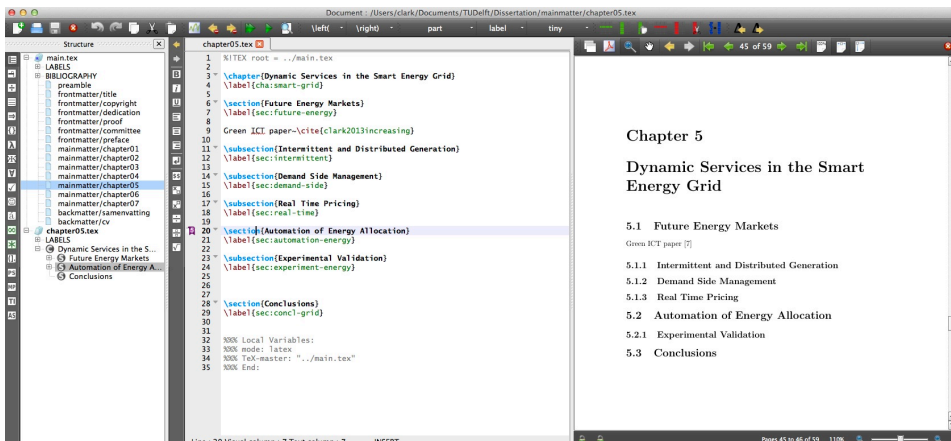 Document : /Users/clark/Documents/TUDelft/Dissertation/mainmatter/chapter05.tex
\left( \right) part label tiny
45 of 59
Structure
main.tex
LABELS
BIBLIOGRAPHY
preamble
frontmatter/title
frontmatter/copyright
frontmatter/dedication
frontmatter/proof
frontmatter/committee
frontmatter/preface
mainmatter/chapter01
mainmatter/chapter02
mainmatter/chapter03
mainmatter/chapter04
mainmatter/chapter05
mainmatter/chapter06
mainmatter/chapter07
backmatter/samenvatting
backmatter/cv
chapter05.tex
LABELS
Dynamic Services in the S...
Future Energy Markets
Automation of Energy A...
Conclusions
chapter05.tex
1 %!TEX root = ../main.tex
2
3 \chapter{Dynamic Services in the Smart Energy Grid}
4 \label{cha:smart-grid}
5
6 \section{Future Energy Markets}
7 \label{sec:future-energy}
8
9 Green ICT paper~\cite{clark2013increasing}
10
11 \subsection{Intermittent and Distributed Generation}
12 \label{sec:intermittent}
13
14 \subsection{Demand Side Management}
15 \label{sec:demand-side}
16
17 \subsection{Real Time Pricing}
18 \label{sec:real-time}
19
20 \section{Automation of Energy Allocation}
21 \label{sec:automation-energy}
22
23 \subsection{Experimental Validation}
24 \label{sec:experiment-energy}
25
26
27
28 \section{Conclusions}
29 \label{sec:concl-grid}
30
31
32 %%% Local Variables:
33 %%% mode: latex
34 %%% TeX-master: "../main.tex"
35 %%% End:
Chapter 5
Dynamic Services in the Smart
Energy Grid
5.1 Future Energy Markets
Green ICT paper [7]
5.1.1 Intermittent and Distributed Generation
5.1.2 Demand Side Management
5.1.3 Real Time Pricing
5.2 Automation of Energy Allocation
5.2.1 Experimental Validation
5.3 Conclusions
Pages 45 to 46 of 59 110%